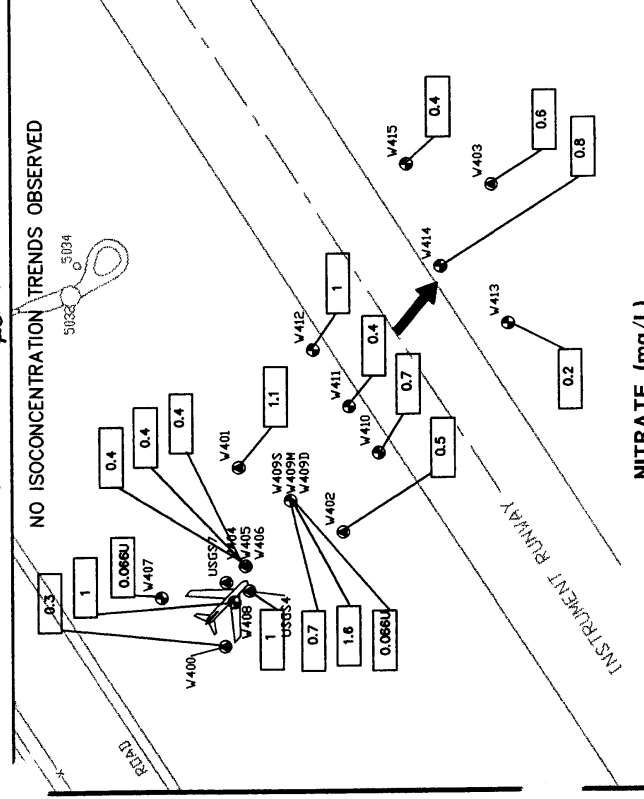 NO ISOCONCENTRATION TRENDS OBSERVED
5033
5034
ROAD
W400
0.3
1
0.066U
W407
0.4
0.4
0.4
USGS7
W404
W405
W406
W408
USGS4
1
W401
1.1
W409S
W409M
W409D
0.7
1.6
0.066U
W402
0.5
W410
0.7
W411
0.4
W412
1
W413
0.2
W414
0.8
W403
0.6
W415
0.4
INSTRUMENT RUNWAY
NITRATE (mg/L)